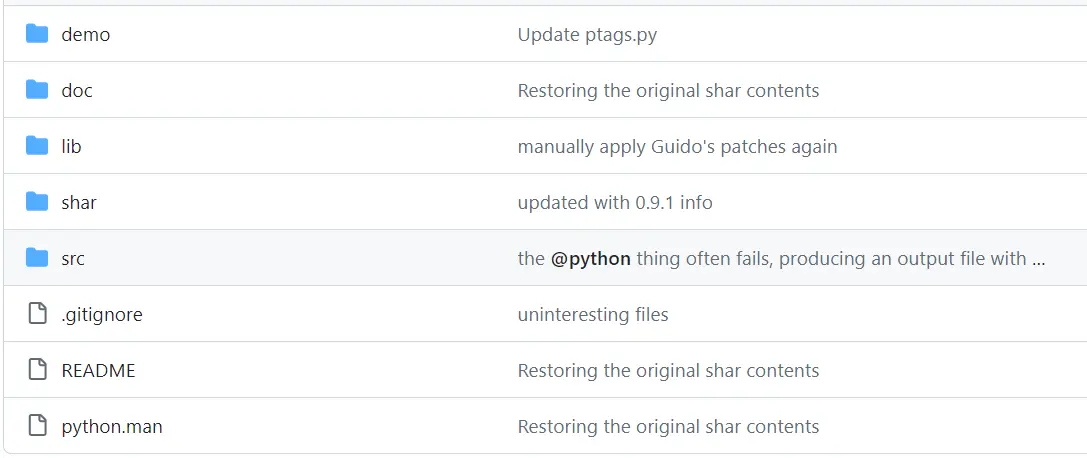 demo Update ptags.py
doc Restoring the original shar contents
lib manually apply Guido's patches again
shar updated with 0.9.1 info
src the @python thing often fails, producing an output file with ...
.gitignore uninteresting files
README Restoring the original shar contents
python.man Restoring the original shar contents